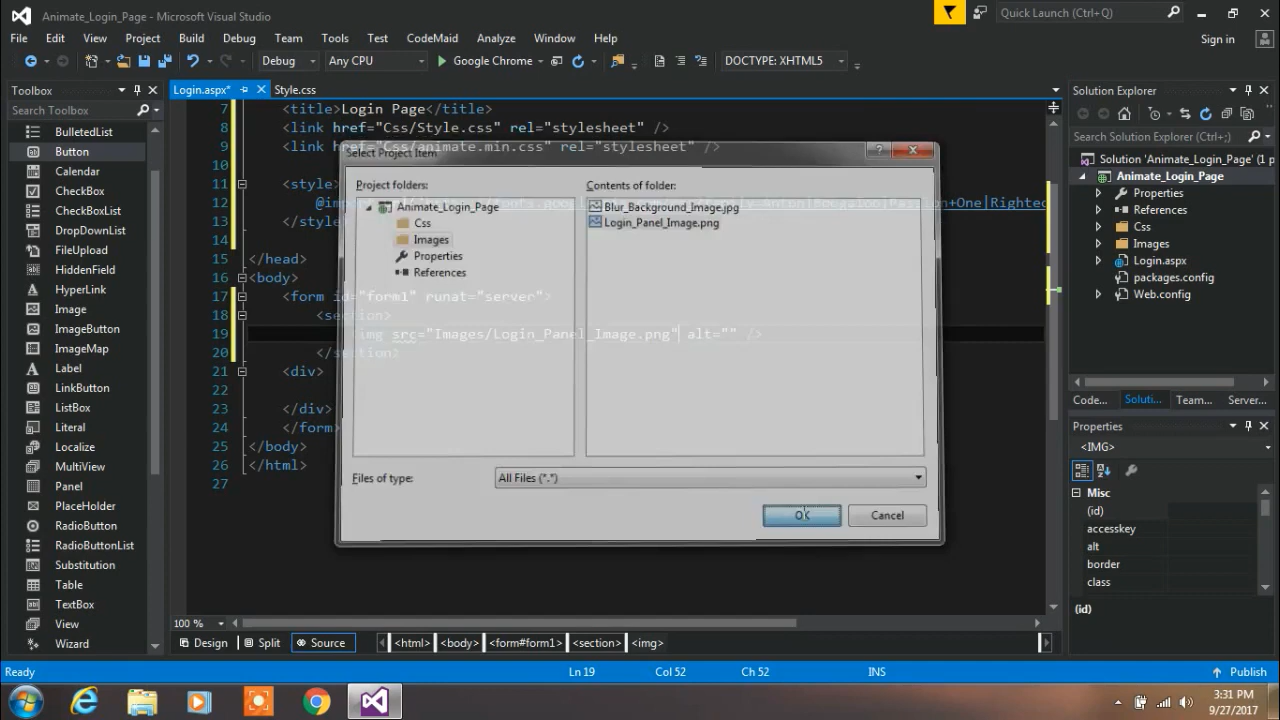 Animate_Login_Page - Microsoft Visual Studio
Quick Launch (Ctrl+Q)
File Edit View Project Build Debug Team Tools Test CodeMaid Analyze Window Help
Sign in
Debug Any CPU Google Chrome DOCTYPE: XHTML5
Toolbox
Search Toolbox
BulletedList
Button
Calendar
CheckBox
CheckBoxList
DropDownList
FileUpload
HiddenField
HyperLink
Image
ImageButton
ImageMap
Label
LinkButton
ListBox
Literal
Localize
MultiView
Panel
PlaceHolder
RadioButton
RadioButtonList
Substitution
Table
TextBox
View
Wizard
Login.aspx* Style.css
7 <title>Login Page</title>
8 <link href="Css/Style.css" rel="stylesheet" />
9 <link href="Css/animate.min.css" rel="stylesheet" />
10
11 <style>
12 Anton|Boogaloo|Passion+One|Righteo
13
14
15 </head>
16 <body>
17 <form id="form1" runat="server">
18 <section>
19 img src="Images/Login_Panel_Image.png" alt="" />
20 </section>
21 <div>
22
23 </div>
24 </form>
25 </body>
26 </html>
27
Select Project Item
Project folders:
Animate_Login_Page
Css
Images
Properties
References
Contents of folder:
Blur_Background_Image.jpg
Login_Panel_Image.png
Files of type: All Files (*.*)
OK Cancel
100 %
Design Split Source <html> <body> <form#form1> <section> <img>
Solution Explorer
Search Solution Explorer (Ctrl+;)
Solution 'Animate_Login_Page' (1 p
Animate_Login_Page
Properties
References
Css
Images
Login.aspx
packages.config
Web.config
Code... Soluti... Team... Server...
Properties
<IMG>
Misc
(id)
accesskey
alt
border
class
(id)
Ready Ln 19 Col 52 Ch 52 INS Publish
3:31 PM
9/27/2017